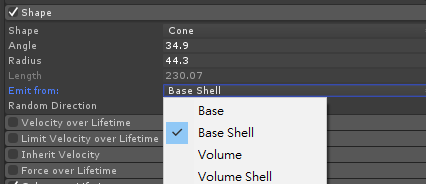 Shape
Shape Cone
Angle 34.9
Radius 44.3
Length 230.07
Emit from: Base Shell
Random Direction
Base
Velocity over Lifetime
Base Shell
Limit Velocity over Lifetime
Inherit Velocity
Volume
Force over Lifetime
Volume Shell